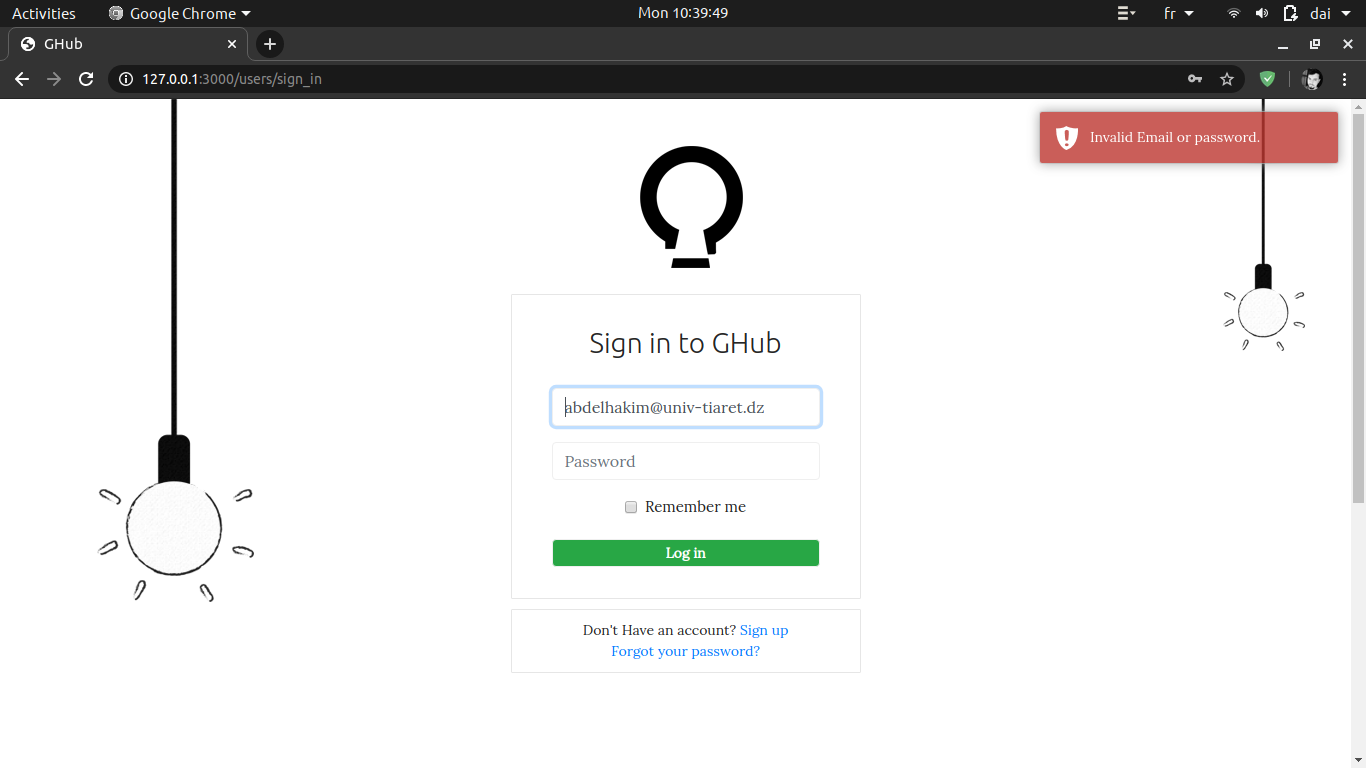 Activities Google Chrome Mon 10:39:49 fr dai
GHub
127.0.0.1:3000/users/sign_in
Invalid Email or password.
Sign in to GHub
abdelhakim@univ-tiaret.dz
Password
Remember me
Log in
Don't Have an account? Sign up
Forgot your password?